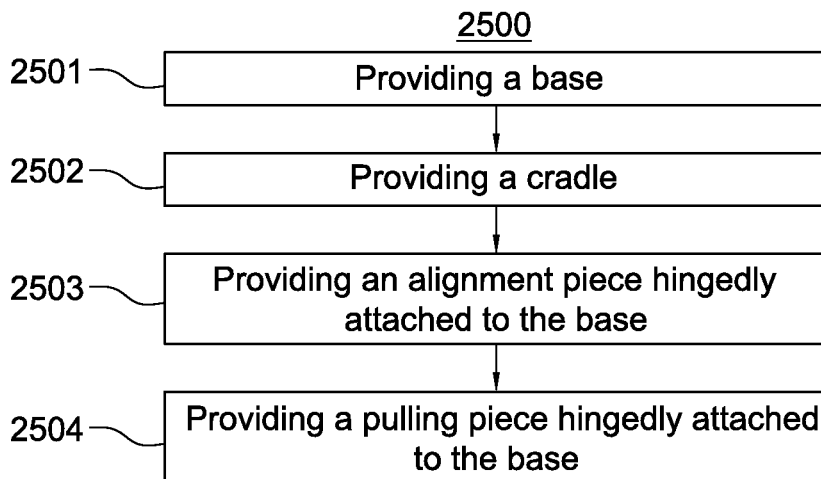 2500
2501
Providing a base
2502
Providing a cradle
2503
Providing an alignment piece hingedly
attached to the base
2504
Providing a pulling piece hingedly attached
to the base